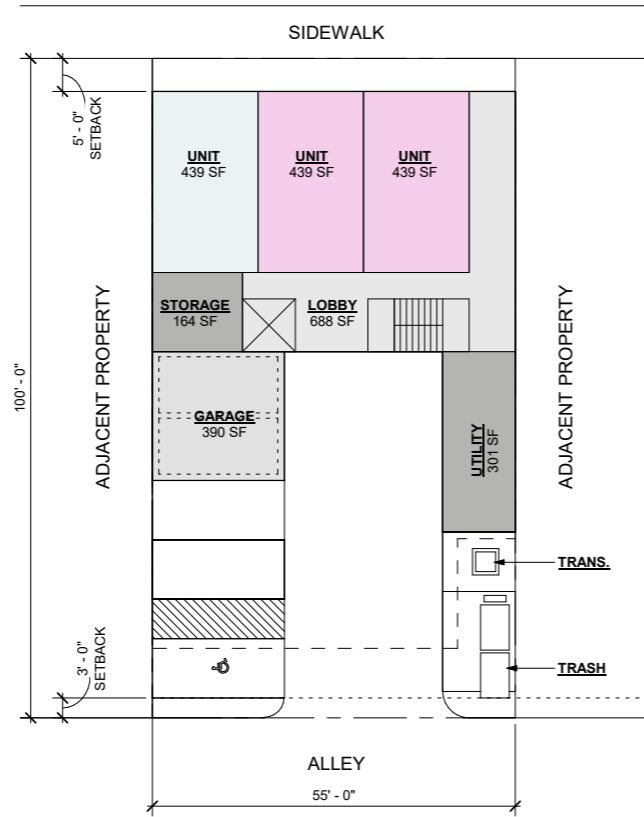 SIDEWALK
5' - 0"
SETBACK
UNIT
439 SF
UNIT
439 SF
UNIT
439 SF
STORAGE
164 SF
LOBBY
688 SF
ADJACENT PROPERTY
100' - 0"
GARAGE
390 SF
UTILITY
301 SF
ADJACENT PROPERTY
TRANS.
TRASH
3' - 0"
SETBACK
ALLEY
55' - 0"